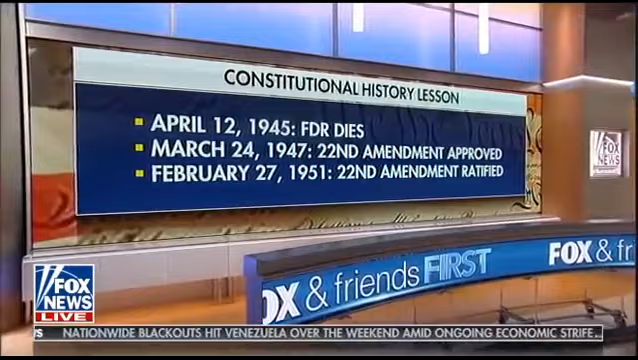 CONSTITUTIONAL HISTORY LESSON
APRIL 12, 1945: FDR DIES
MARCH 24, 1947: 22ND AMENDMENT APPROVED
FEBRUARY 27, 1951: 22ND AMENDMENT RATIFIED
FOX
NEWS
OX & friends FIRST
FOX & fr
FOX
NEWS
LIVE
S
NATIONWIDE BLACKOUTS HIT VENEZUELA OVER THE WEEKEND AMID ONGOING ECONOMIC STRIFE.